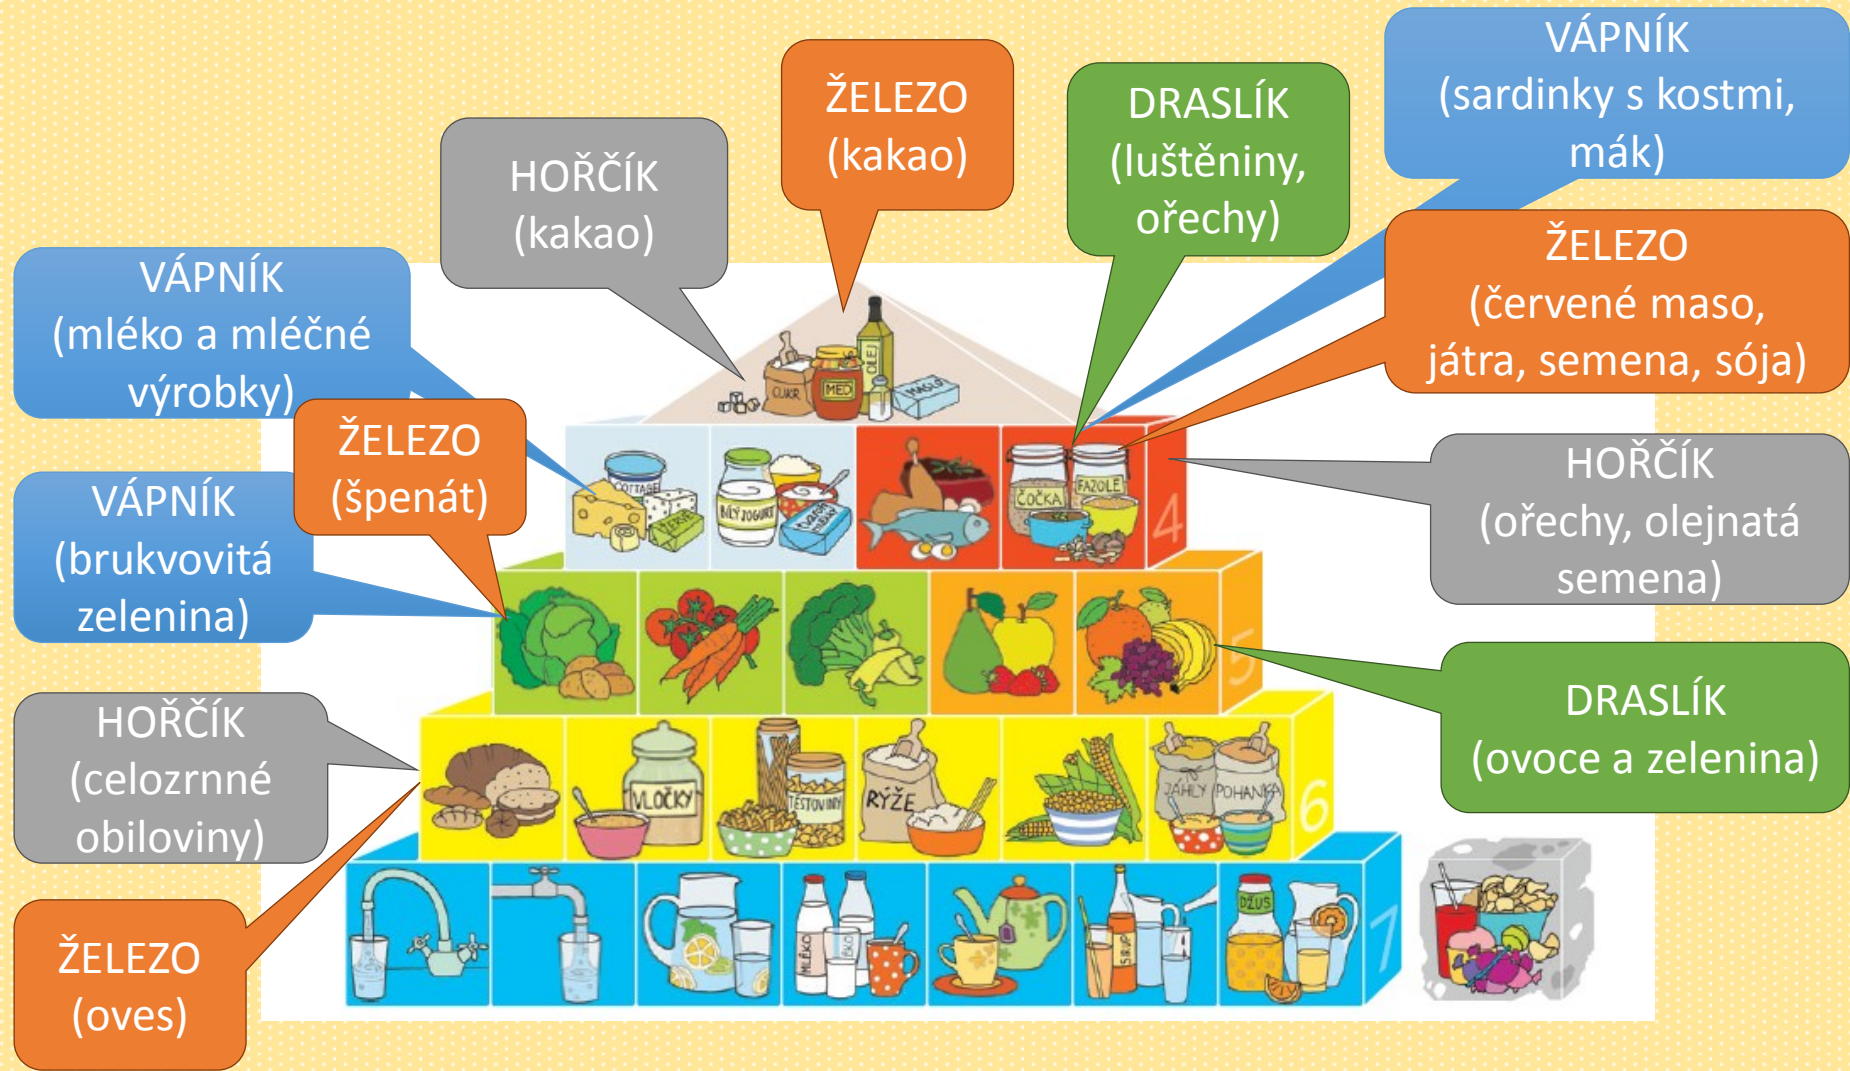 VÁPNÍK
(sardinky s kostmi,
mák)
ŽELEZO
(kakao)
DRASLÍK
(luštěniny,
ořechy)
HOŘČÍK
(kakao)
ŽELEZO
(červené maso,
játra, semena, sója)
VÁPNÍK
(mléko a mléčné
výrobky)
OLEJ
CUKR
MED
MÁSLO
ŽELEZO
(špenát)
HOŘČÍK
(ořechy, olejnatá
semena)
VÁPNÍK
(brukvovitá
zelenina)
COTTAGE
ŽERVÉ
BÍLÝ JOGURT
ČOČKA
FAZOLE
4
5
DRASLÍK
(ovoce a zelenina)
HOŘČÍK
(celozrnné
obiloviny)
VLOČKY
TĚSTOVINY
RÝŽE
JÁHLY
POHANKA
6
ŽELEZO
(oves)
MLÉKO
SIRUP
DŽUS
7